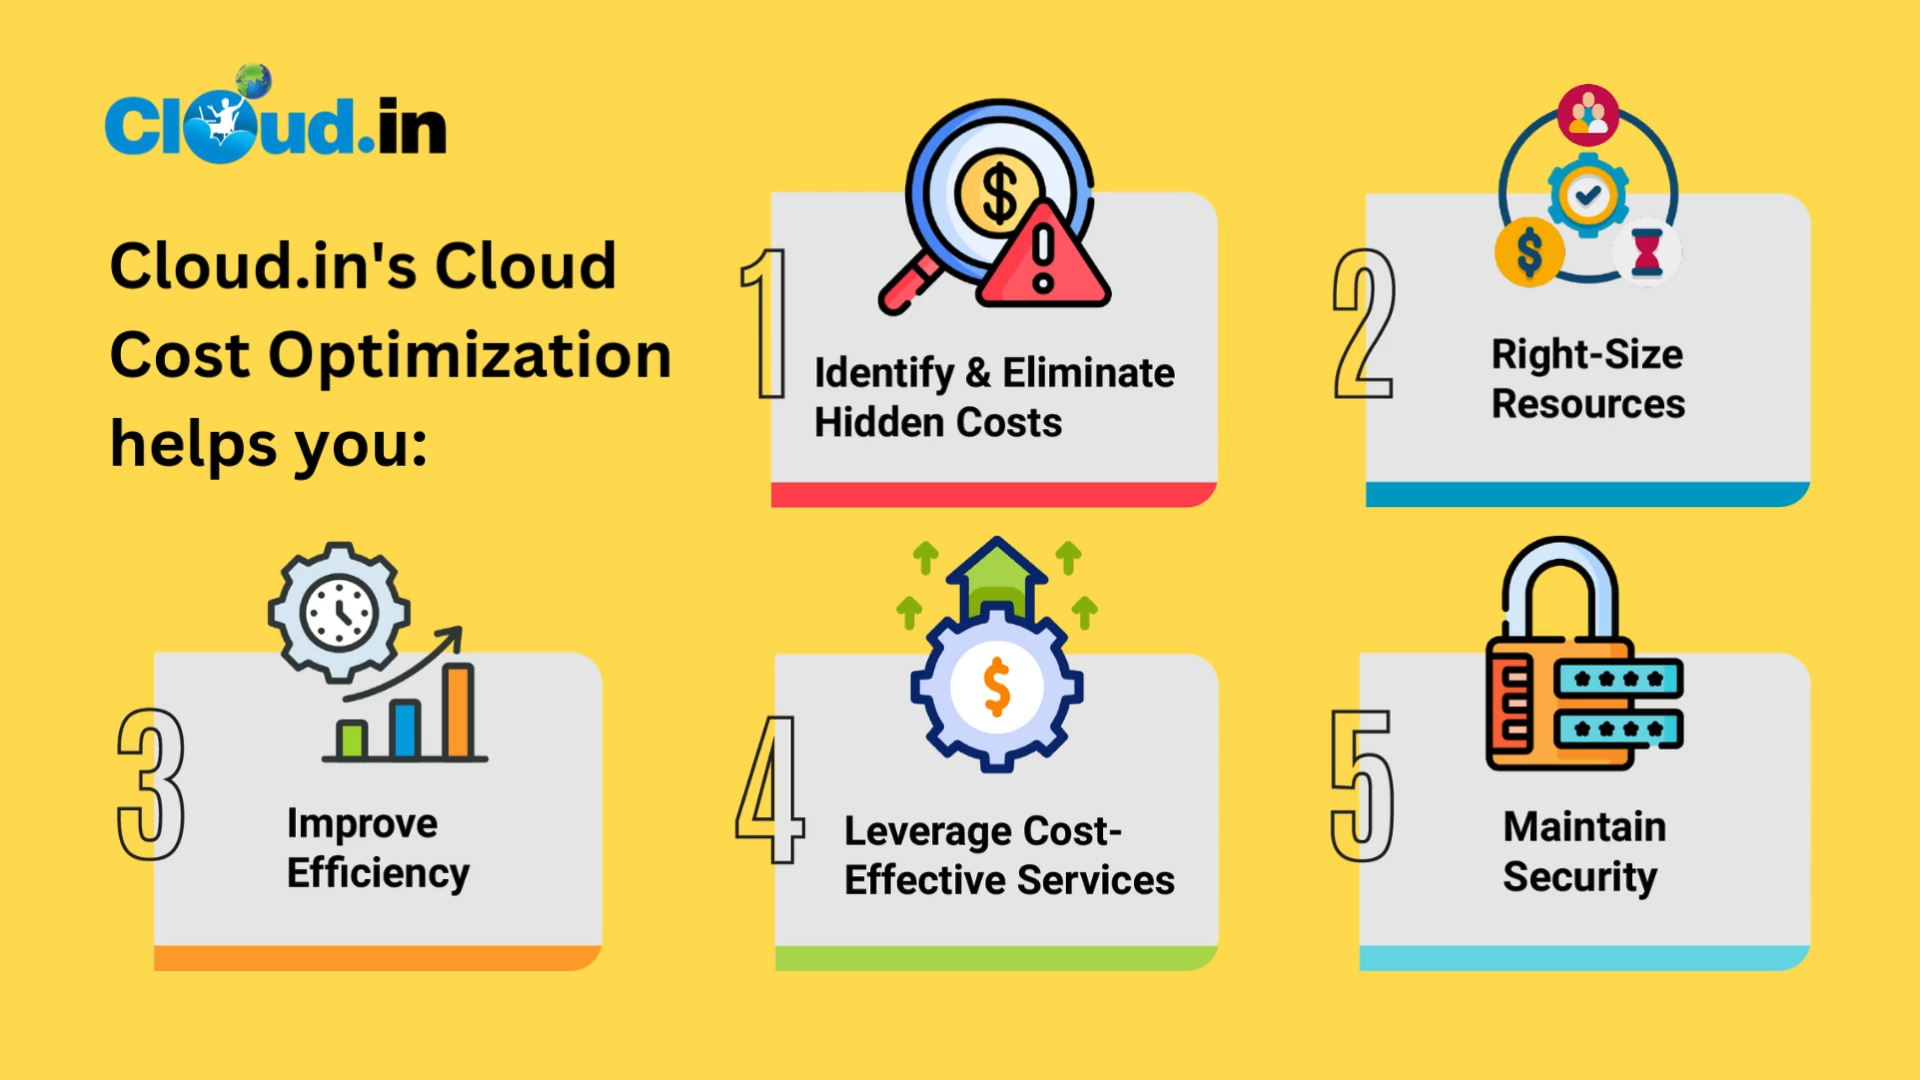 Cloud.in
Cloud.in's Cloud
Cost Optimization
helps you:
1
Identify & Eliminate
Hidden Costs
2
Right-Size
Resources
3
Improve
Efficiency
4
Leverage Cost-
Effective Services
5
Maintain
Security